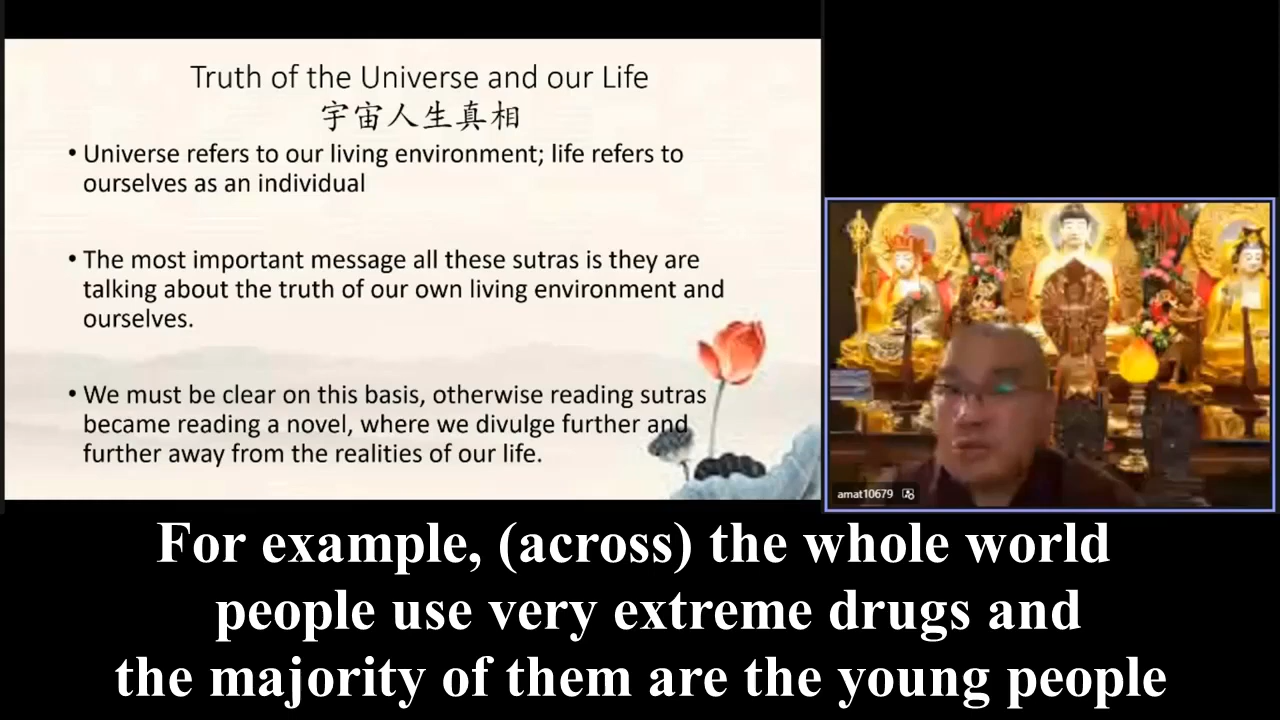 Truth of the Universe and our Life
宇宙人生真相
• Universe refers to our living environment; life refers to
ourselves as an individual
• The most important message all these sutras is they are
talking about the truth of our own living environment and
ourselves.
• We must be clear on this basis, otherwise reading sutras
became reading a novel, where we divulge further and
further away from the realities of our life.
amat10679
For example, (across) the whole world
people use very extreme drugs and
the majority of them are the young people